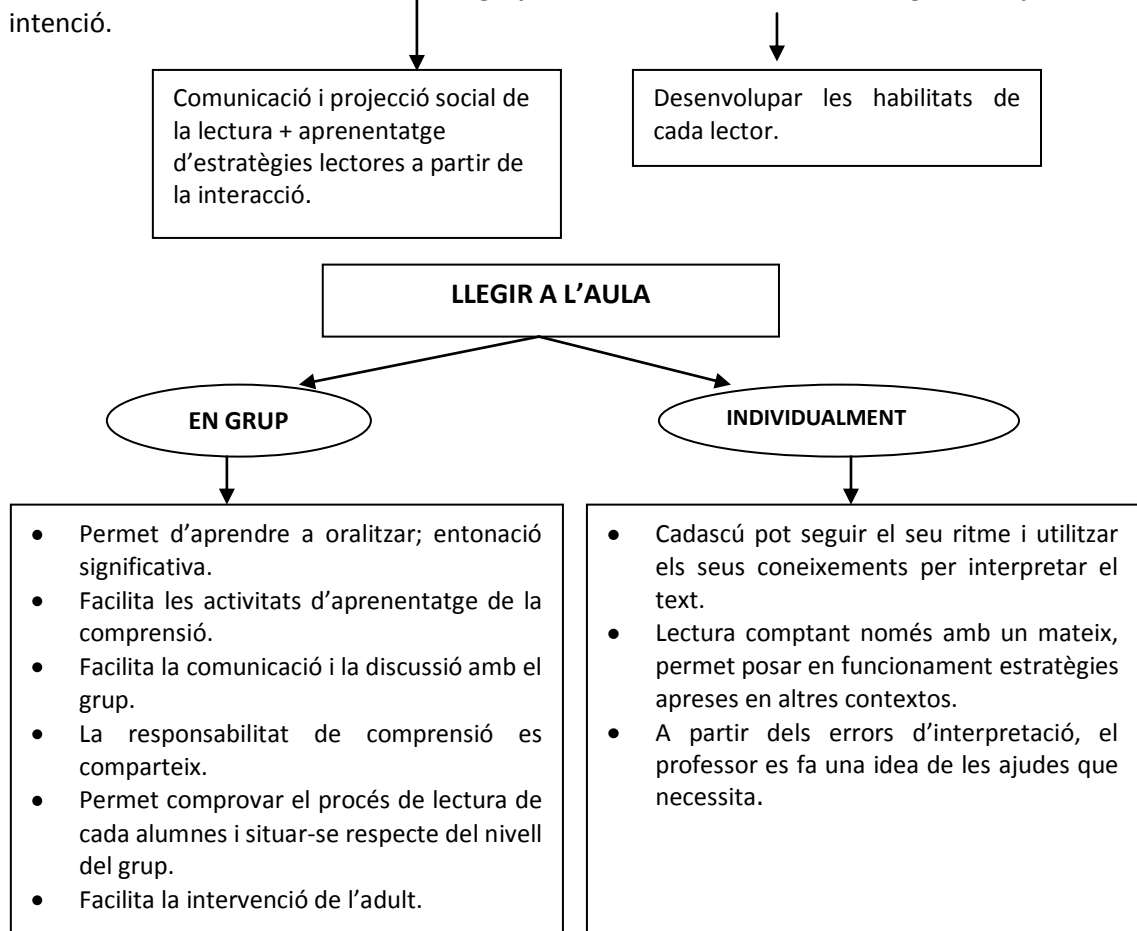 intenció.
Comunicació i projecció social de
la lectura + aprenentatge
d’estratègies lectores a partir de
la interacció.
Desenvolupar les habilitats de
cada lector.
LLEGIR A L’AULA
EN GRUP
INDIVIDUALMENT
• Permet d’aprendre a oralitzar; entonació
significativa.
• Facilita les activitats d’aprenentatge de la
comprensió.
• Facilita la comunicació i la discussió amb el
grup.
• La responsabilitat de comprensió es
comparteix.
• Permet comprovar el procés de lectura de
cada alumnes i situar-se respecte del nivell
del grup.
• Facilita la intervenció de l’adult.
• Cadascú pot seguir el seu ritme i utilitzar
els seus coneixements per interpretar el
text.
• Lectura comptant només amb un mateix,
permet posar en funcionament estratègies
apreses en altres contextos.
• A partir dels errors d’interpretació, el
professor es fa una idea de les ajudes que
necessita.